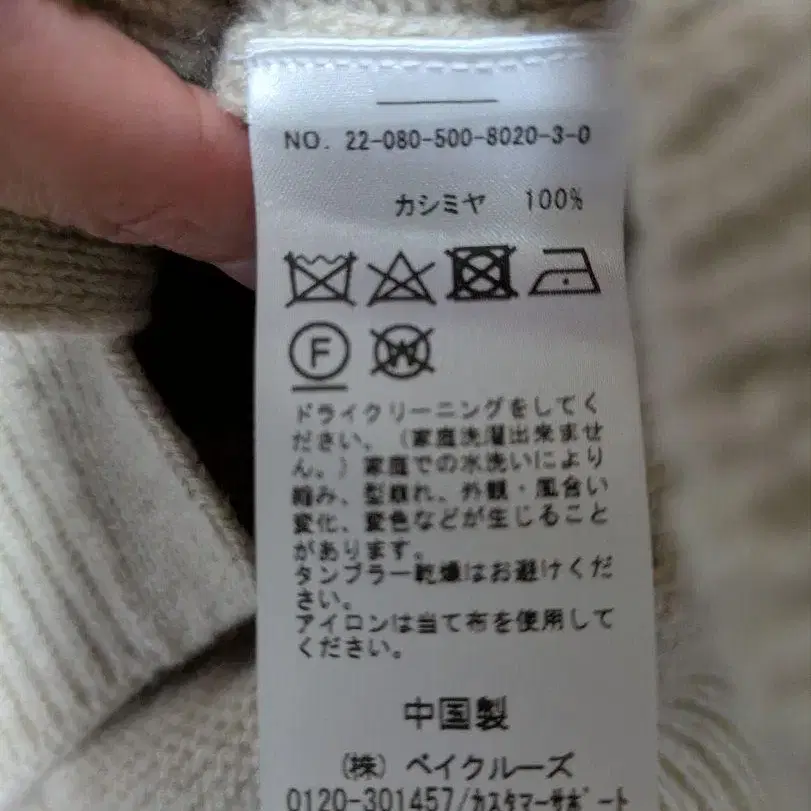 NO. 22-080-500-8020-3-0
カシミヤ 100%
F W
ドライクリーニングをしてく
ださい。(家庭洗濯出来ませ
ん。)家庭での水洗いにより
縮み、型崩れ、外観・風合い
変化、変色などが生じること
があります。
タンブラー乾燥はお避けくだ
さい。
アイロンは当て布を使用して
ください。
中国製
(株) ベイクルーズ
0120-301457/カスタマーサポート